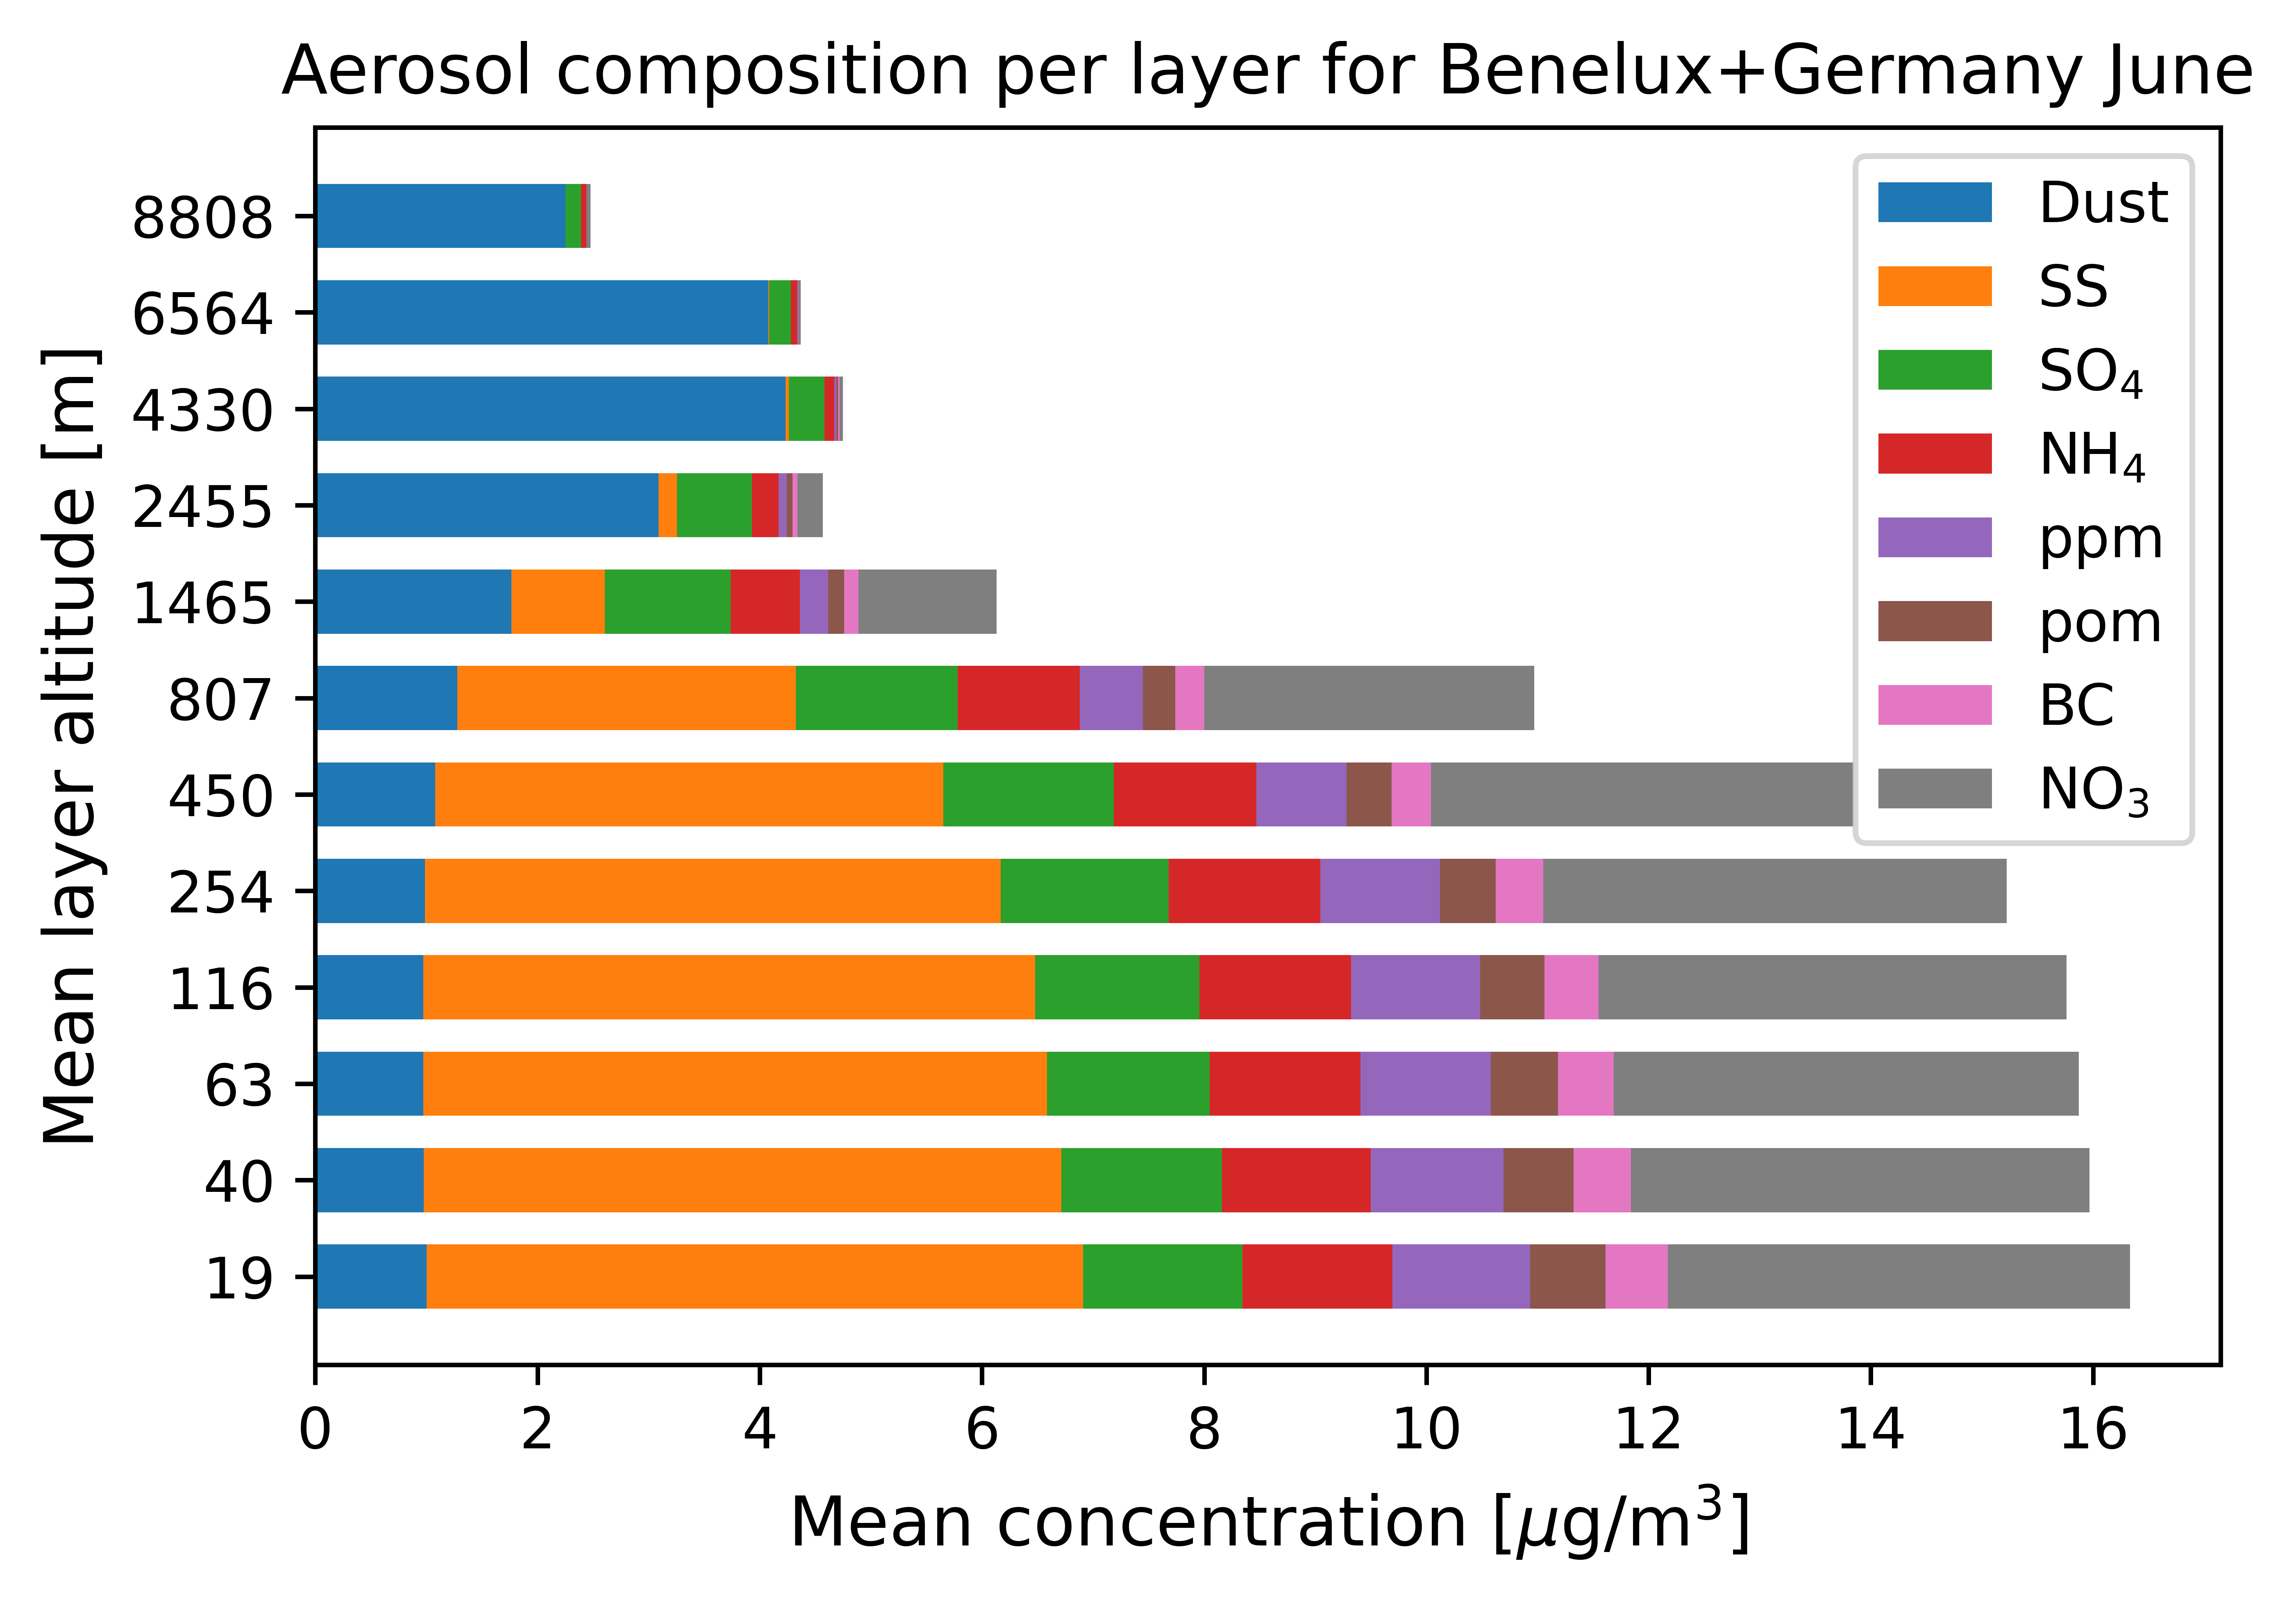 Aerosol composition per layer for Benelux+Germany June
Mean layer altitude [m]
8808
6564
4330
2455
1465
807
450
254
116
63
40
19
Dust
SS
SO₄
NH₄
ppm
pom
BC
NO₃
0 2 4 6 8 10 12 14 16
Mean concentration [μg/m³]